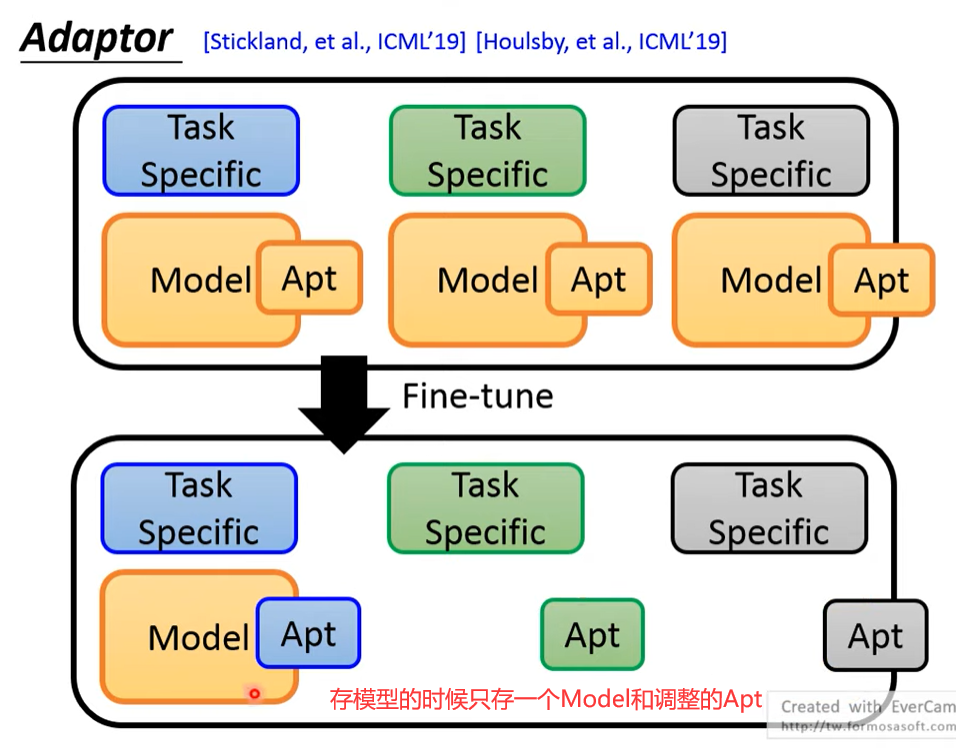 Adaptor [Stickland, et al., ICML’19] [Houlsby, et al., ICML’19]
Task Specific
Task Specific
Task Specific
Model
Apt
Model
Apt
Model
Apt
Fine-tune
Task Specific
Task Specific
Task Specific
Model
Apt
Apt
Apt
存模型的时候只存一个Model和调整的Apt
Created with EverCam
http://tw.formosasoft.com